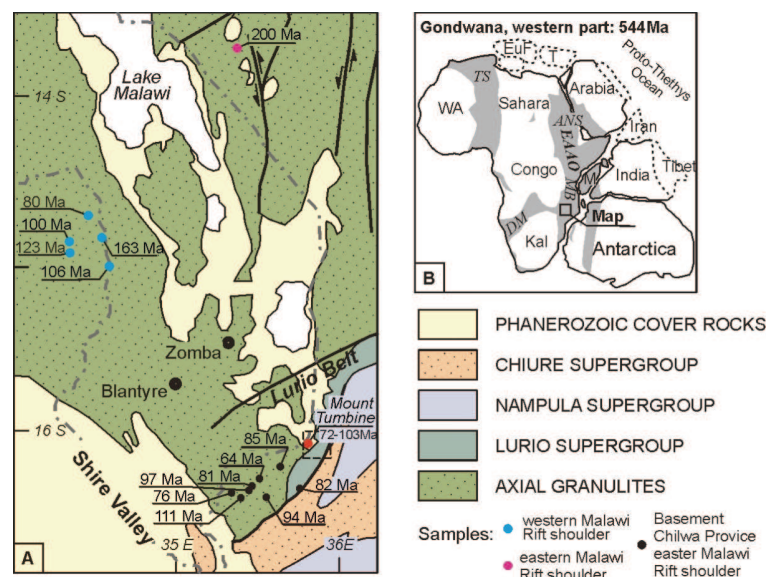 200 Ma
Lake
Malawi
14 S
80 Ma
100 Ma
123 Ma
163 Ma
106 Ma
Zomba
Blantyre
Lurio Belt
Mount
Tumbine
72-103Ma
16 S
85 Ma
64 Ma
97 Ma
81 Ma
76 Ma
82 Ma
111 Ma
94 Ma
Shire Valley
A
35 E
36E
Gondwana, western part: 544Ma
EuF
T
Proto-Thethys
Ocean
TS
Arabia
WA
Sahara
ANS
EAAO
Iran
Congo
M
India
Tibet
MB
Map
DM
Kal
Antarctica
B
PHANEROZOIC COVER ROCKS
CHIURE SUPERGROUP
NAMPULA SUPERGROUP
LURIO SUPERGROUP
AXIAL GRANULITES
Samples:
western Malawi
Rift shoulder
eastern Malawi
Rift shoulder
Basement
Chilwa Provice
easter Malawi
Rift shoulder